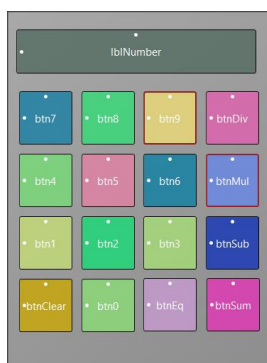 lblNumber
btn7 btn8 btn9 btnDiv
btn4 btn5 btn6 btnMul
btn1 btn2 btn3 btnSub
btnClear btn0 btnEq btnSum